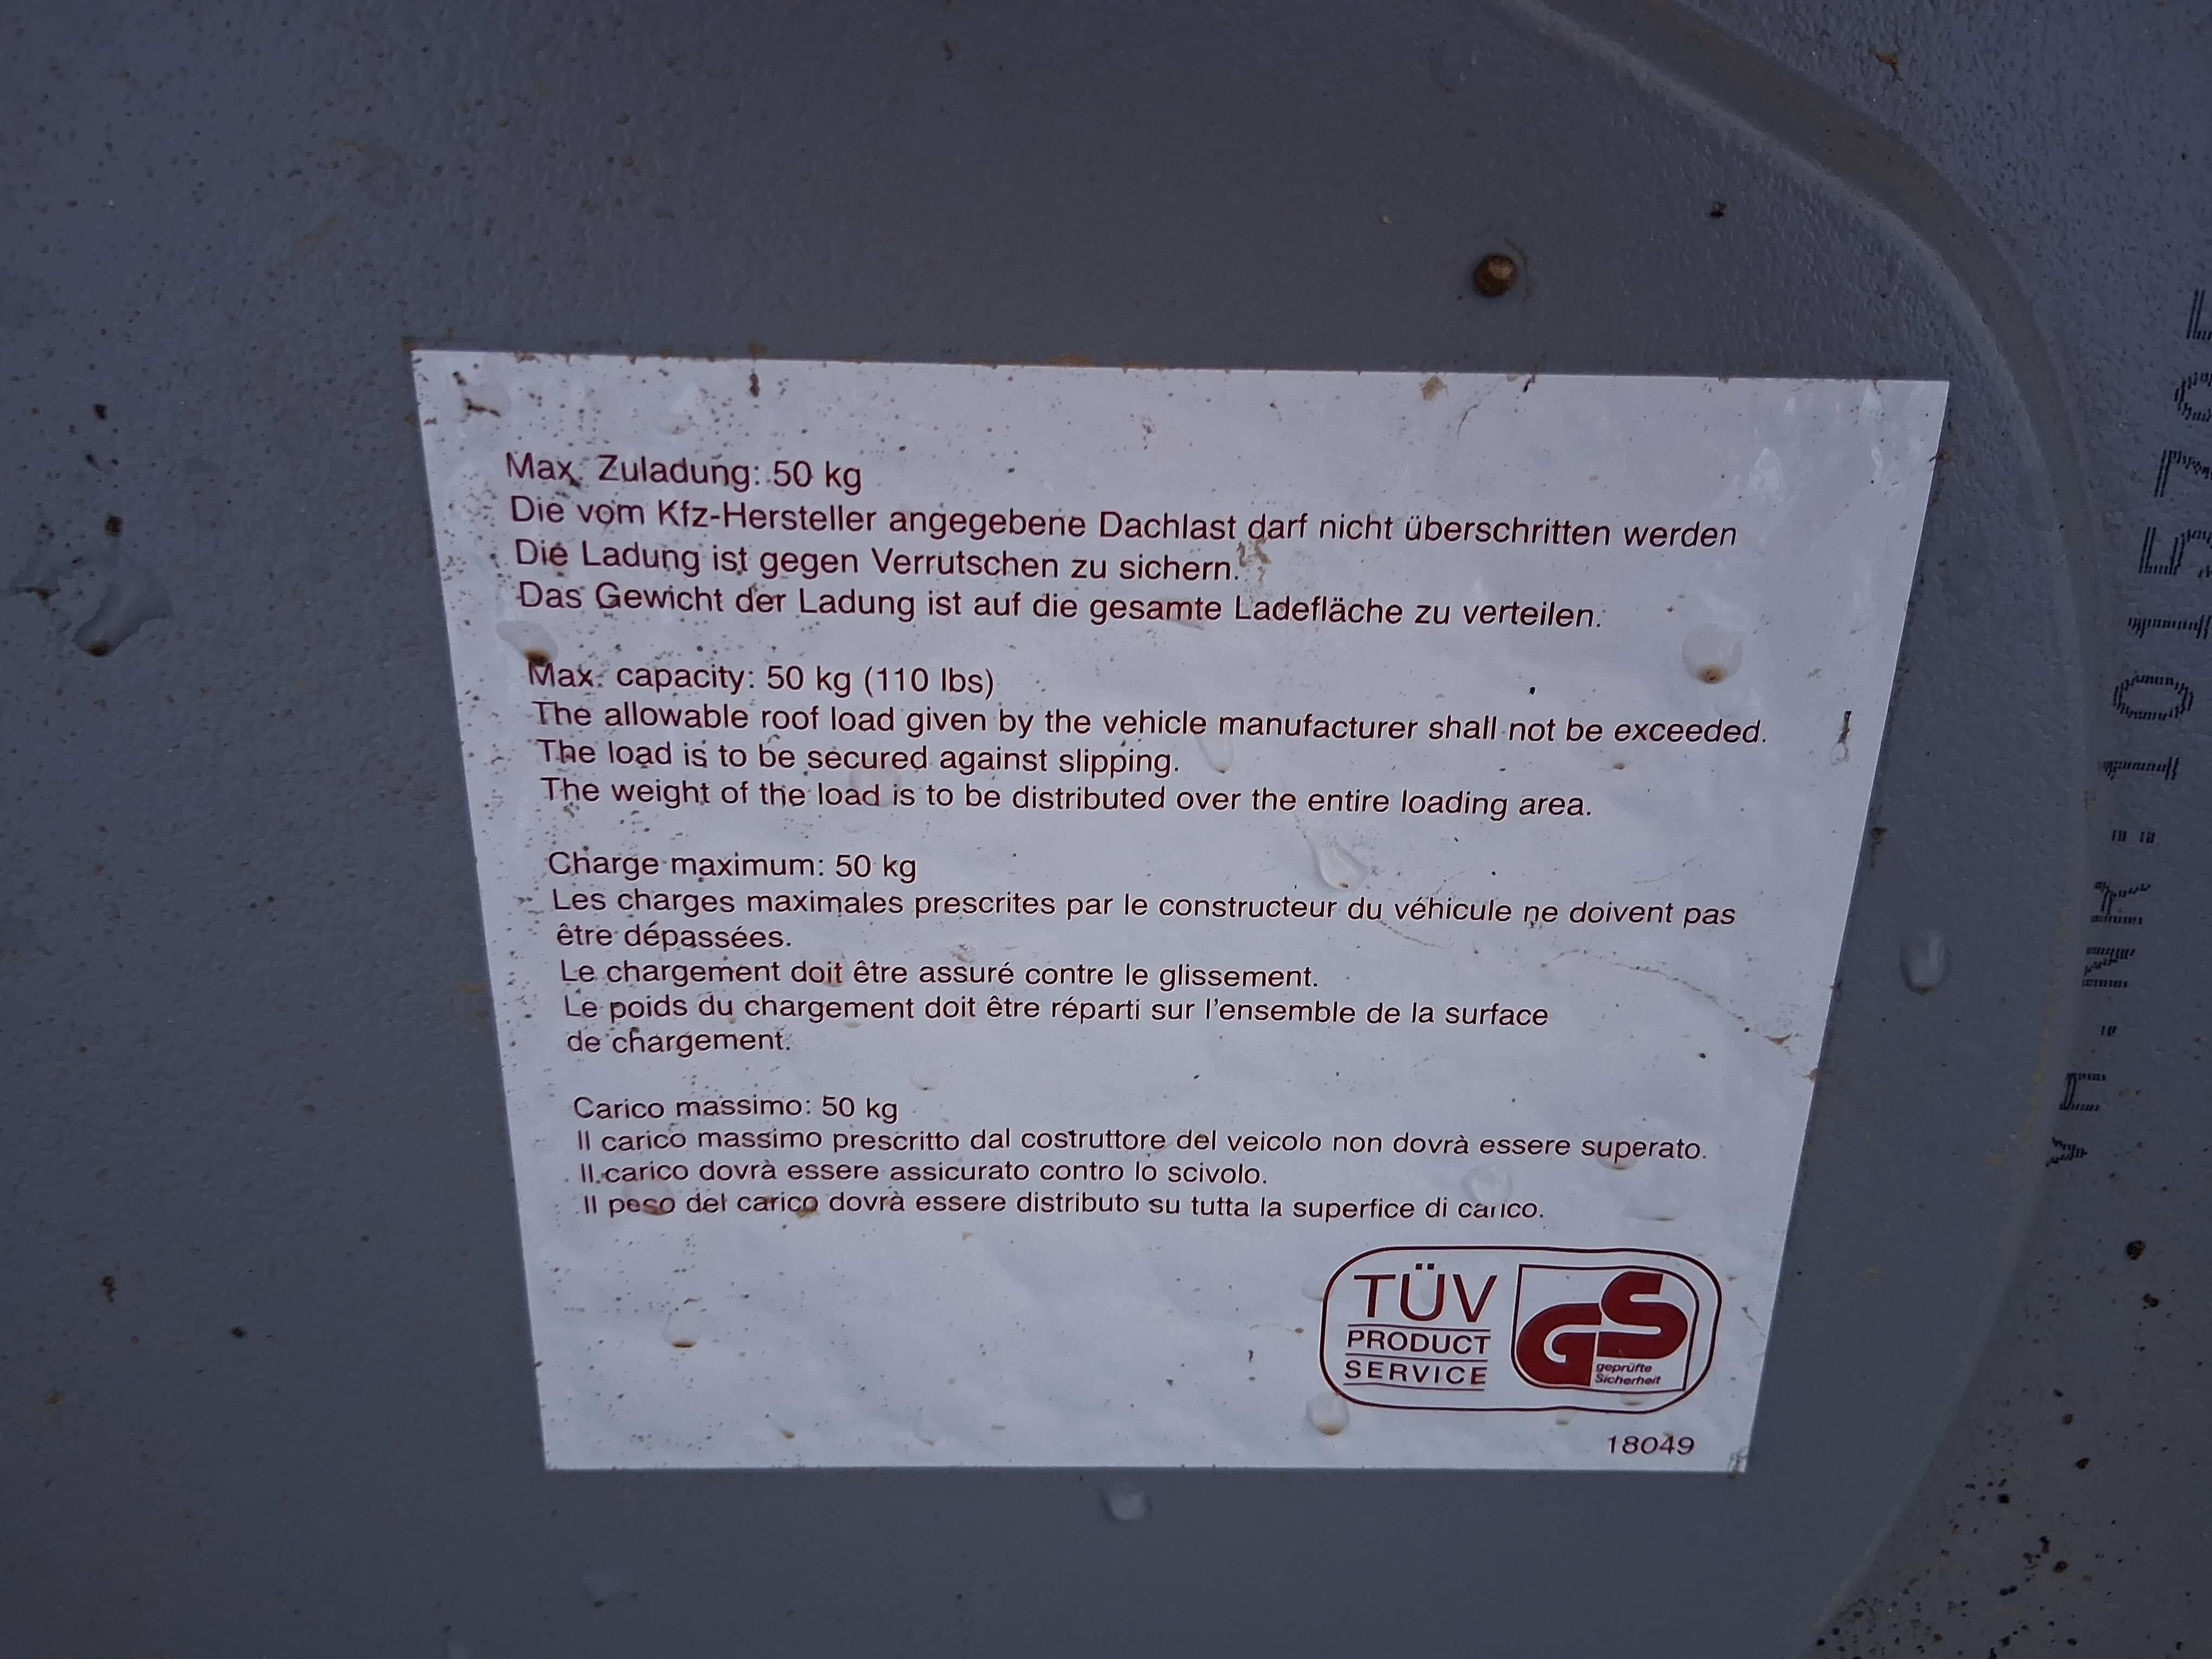 Max. Zuladung: 50 kg
Die vom Kfz-Hersteller angegebene Dachlast darf nicht überschritten werden
Die Ladung ist gegen Verrutschen zu sichern.
Das Gewicht der Ladung ist auf die gesamte Ladefläche zu verteilen.
Max. capacity: 50 kg (110 lbs)
The allowable roof load given by the vehicle manufacturer shall not be exceeded.
The load is to be secured against slipping.
The weight of the load is to be distributed over the entire loading area.
Charge maximum: 50 kg
Les charges maximales prescrites par le constructeur du véhicule ne doivent pas
être dépassées.
Le chargement doit être assuré contre le glissement.
Le poids du chargement doit être réparti sur l'ensemble de la surface
de chargement.
Carico massimo: 50 kg
Il carico massimo prescritto dal costruttore del veicolo non dovrà essere superato.
Il carico dovrà essere assicurato contro lo scivolo.
Il peso del carico dovrà essere distributo su tutta la superfice di carico.
TÜV
PRODUCT
SERVICE
GS
geprüfte
Sicherheit
18049